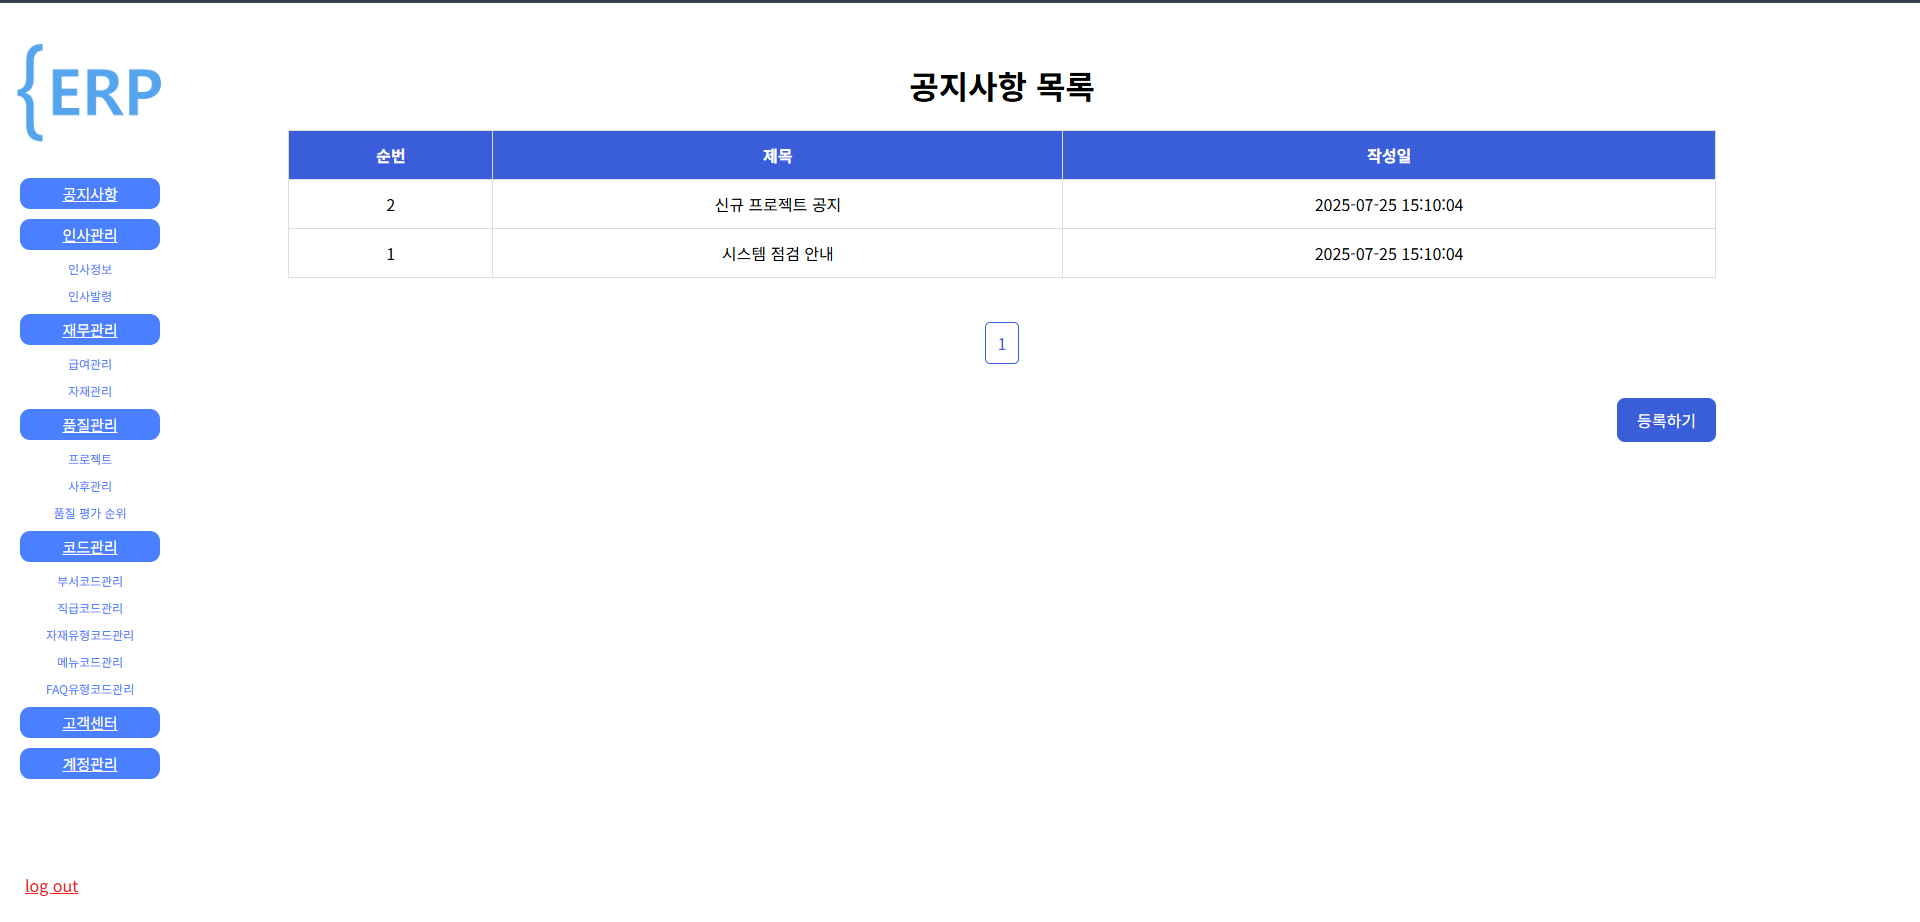 {ERP
공지사항
인사관리
인사정보
인사발령
재무관리
급여관리
자재관리
품질관리
프로젝트
사후관리
품질 평가 순위
코드관리
부서코드관리
직급코드관리
자재유형코드관리
메뉴코드관리
FAQ유형코드관리
고객센터
계정관리
log out
공지사항 목록
순번 제목 작성일
2 신규 프로젝트 공지 2025-07-25 15:10:04
1 시스템 점검 안내 2025-07-25 15:10:04
1
등록하기